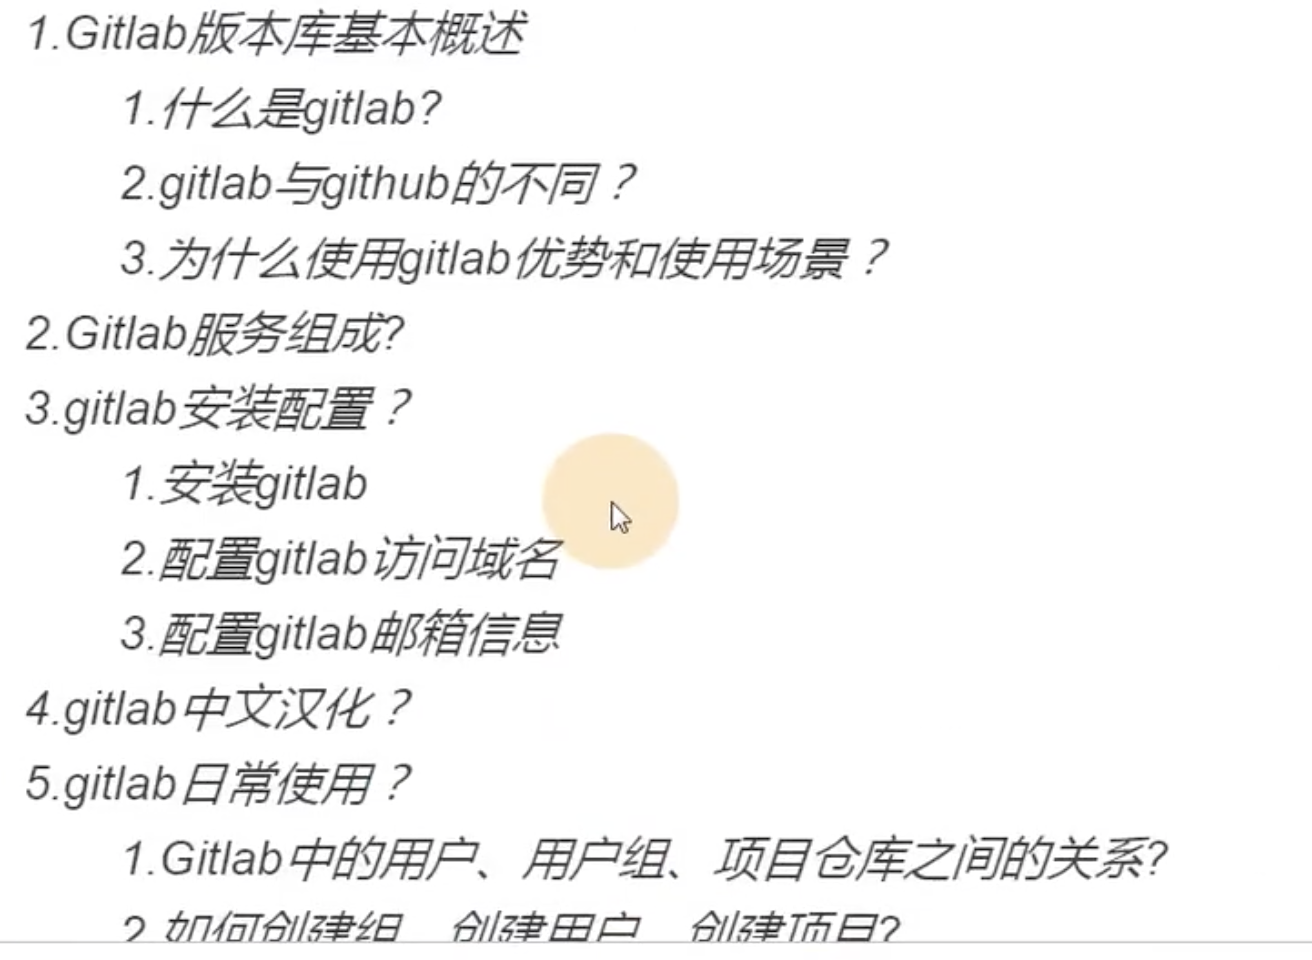 1.Gitlab版本库基本概述
1.什么是gitlab?
2.gitlab与github的不同？
3.为什么使用gitlab优势和使用场景？
2.Gitlab服务组成?
3.gitlab安装配置？
1.安装gitlab
2.配置gitlab访问域名
3.配置gitlab邮箱信息
4.gitlab中文汉化？
5.gitlab日常使用？
1.Gitlab中的用户、用户组、项目仓库之间的关系?
2.如何创建组、创建用户、创建项目?